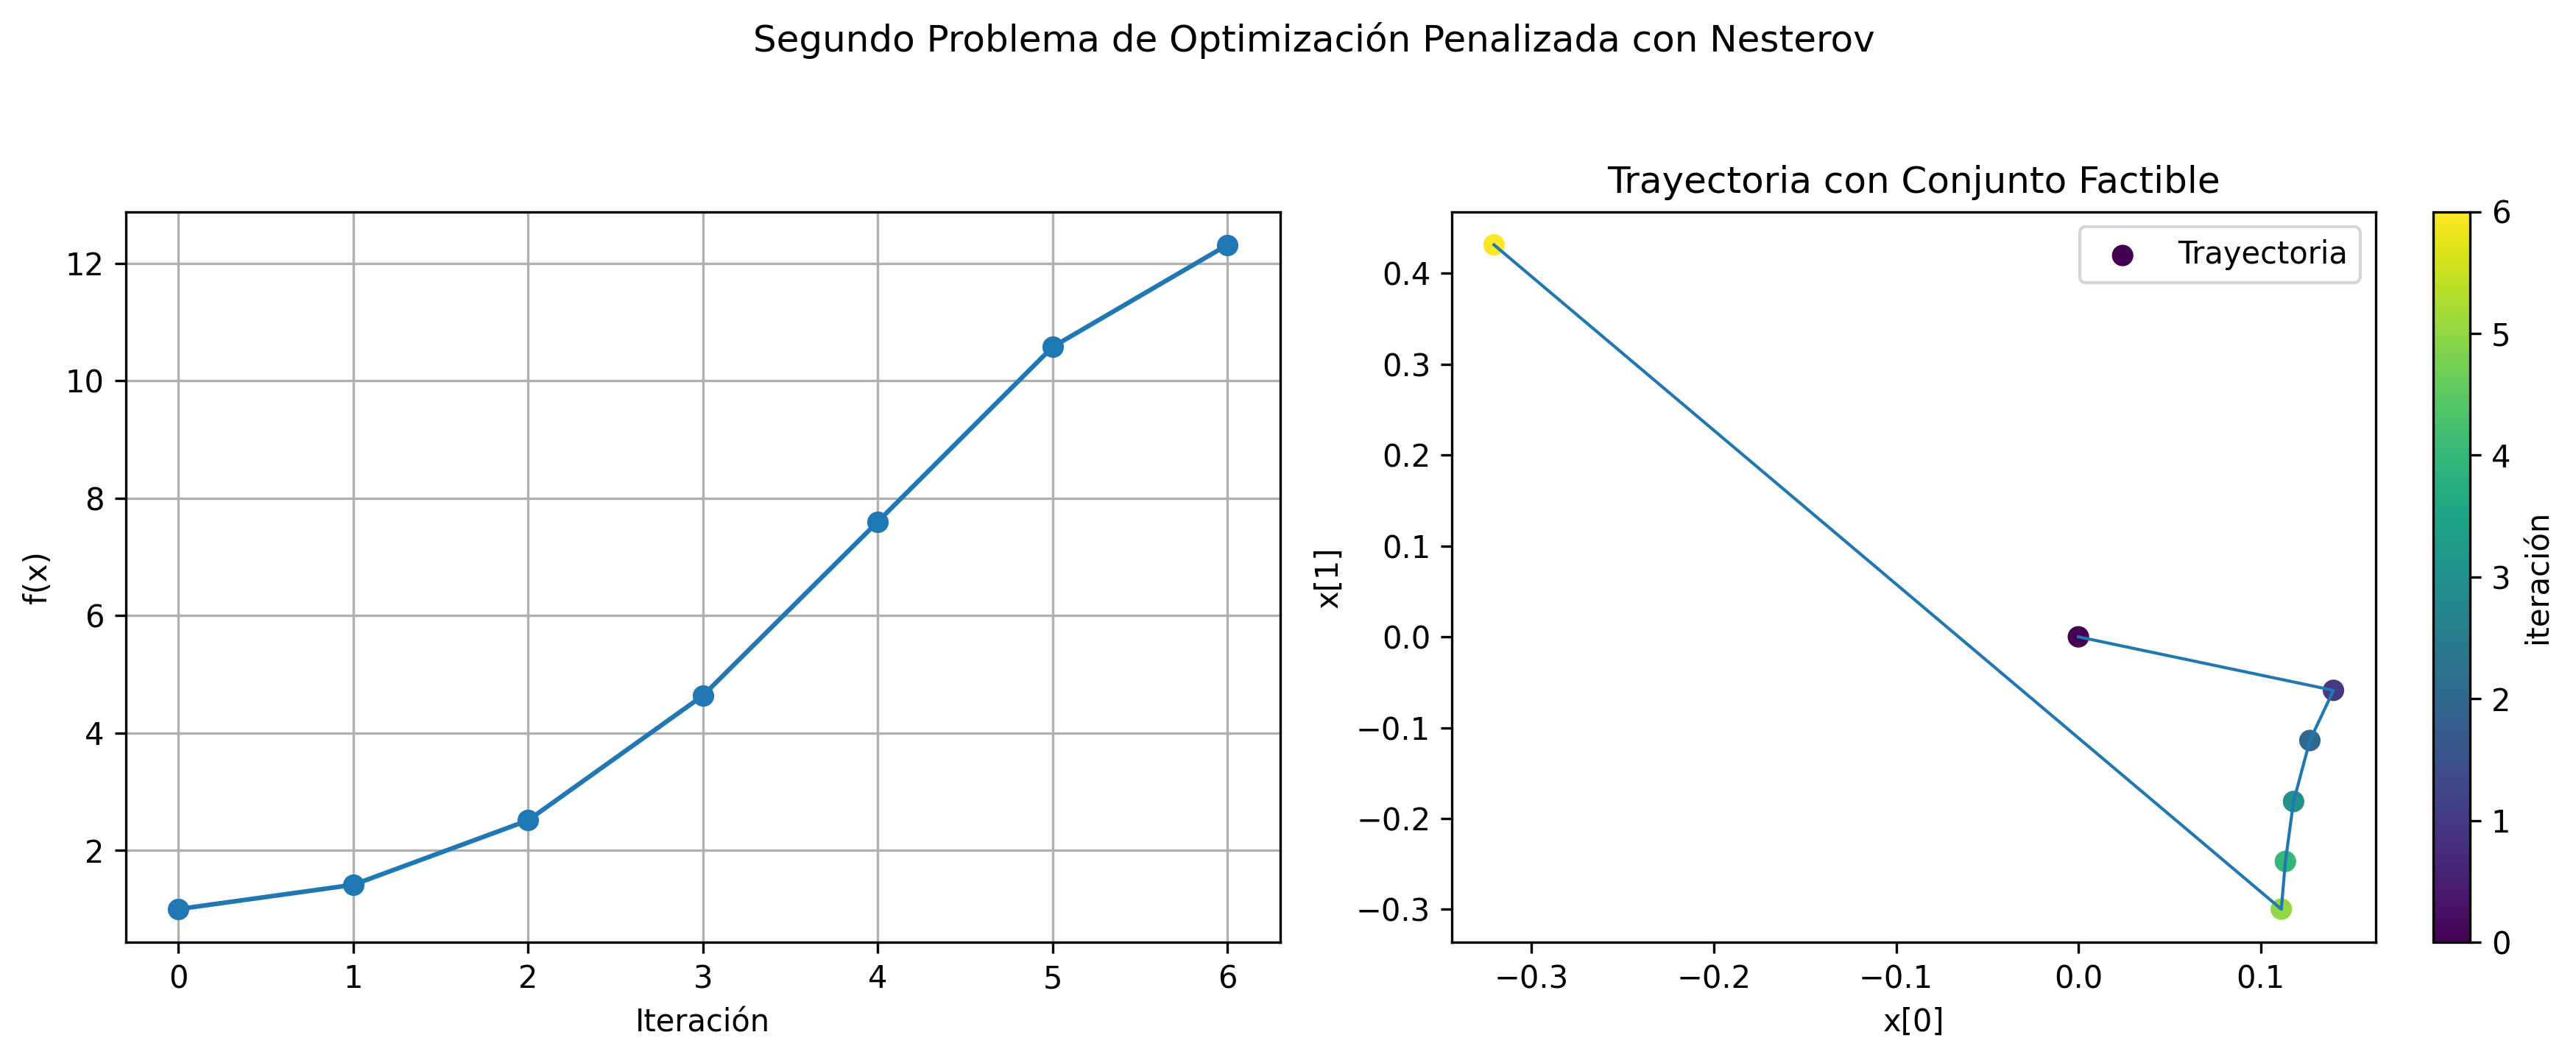 Segundo Problema de Optimización Penalizada con Nesterov
f(x)
12
10
8
6
4
2
0 1 2 3 4 5 6
Iteración
Trayectoria con Conjunto Factible
Trayectoria
x[1]
0.4
0.3
0.2
0.1
0.0
−0.1
−0.2
−0.3
−0.3 −0.2 −0.1 0.0 0.1
x[0]
6
5
4
3
2
1
0
iteración